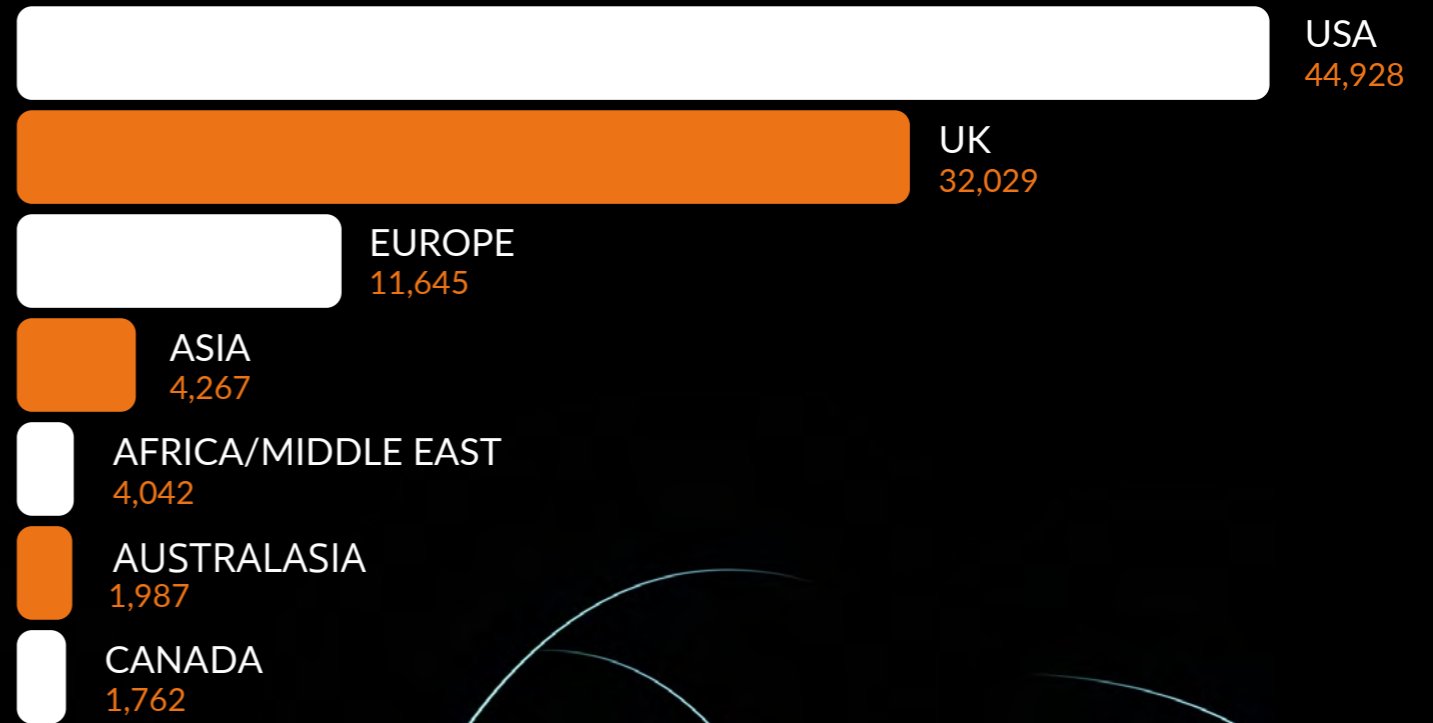 USA
44,928
UK
32,029
EUROPE
11,645
ASIA
4,267
AFRICA/MIDDLE EAST
4,042
AUSTRALASIA
1,987
CANADA
1,762